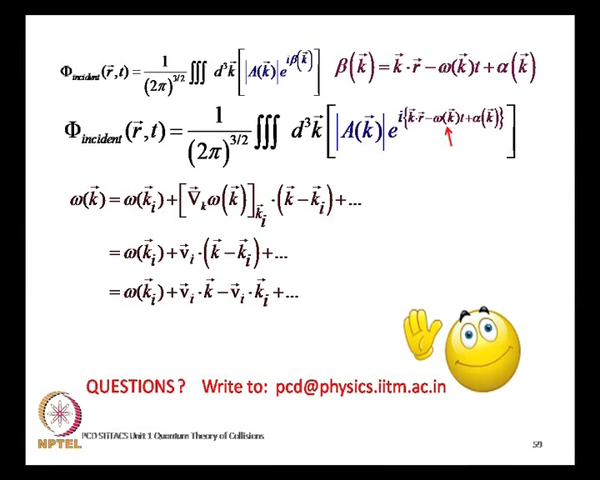 Φ_incident(r⃗,t) = 1/(2π)^{3/2} ∭ d³k⃗ [|A(k⃗)| e^{iβ(k⃗)}]   β(k⃗) = k⃗·r⃗ − ω(k⃗)t + α(k⃗)
Φ_incident(r⃗,t) = 1/(2π)^{3/2} ∭ d³k⃗ [|A(k⃗)| e^{i{k⃗·r⃗−ω(k⃗)t+α(k⃗)}}]
ω(k⃗) = ω(k⃗_i) + [∇⃗_k ω(k⃗)]_{k⃗_i} · (k⃗ − k⃗_i) + ...
= ω(k⃗_i) + v⃗_i · (k⃗ − k⃗_i) + ...
= ω(k⃗_i) + v⃗_i · k⃗ − v⃗_i · k⃗_i + ...
QUESTIONS ? Write to: pcd@physics.iitm.ac.in
PCD STiTACS Unit 1 Quantum Theory of Collisions
NPTEL
59